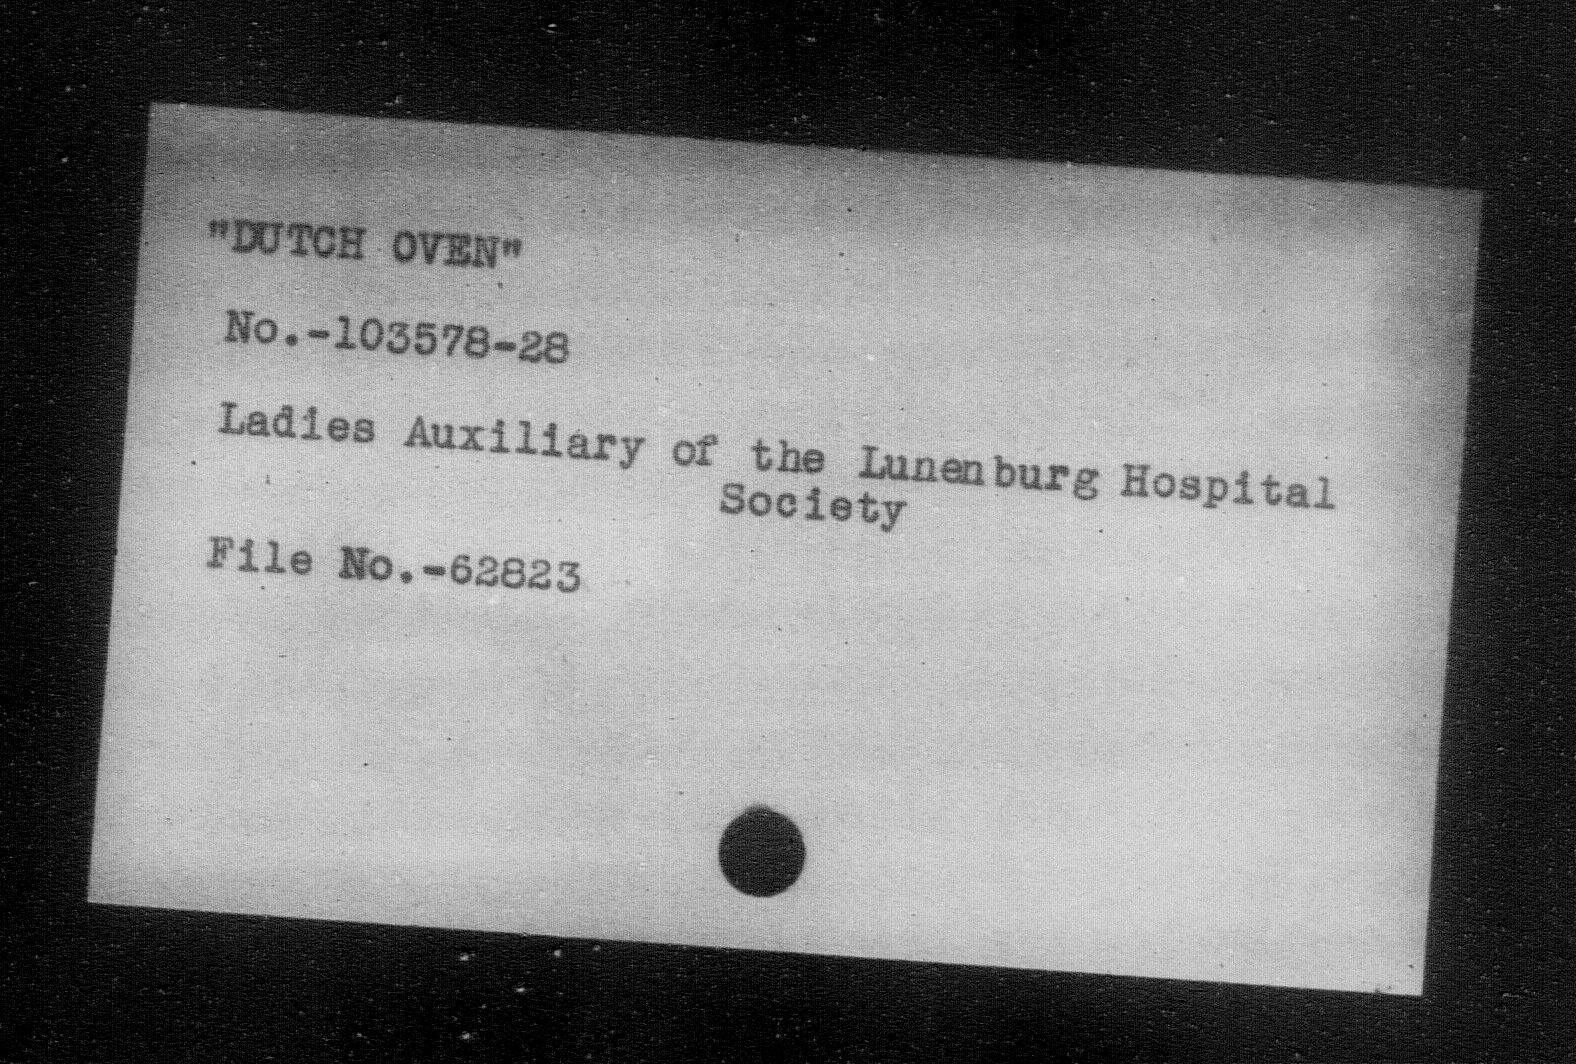 "DUTCH OVEN"
No.-103578-28
Ladies Auxiliary of the Lunenburg Hospital
Society
File No.-62823